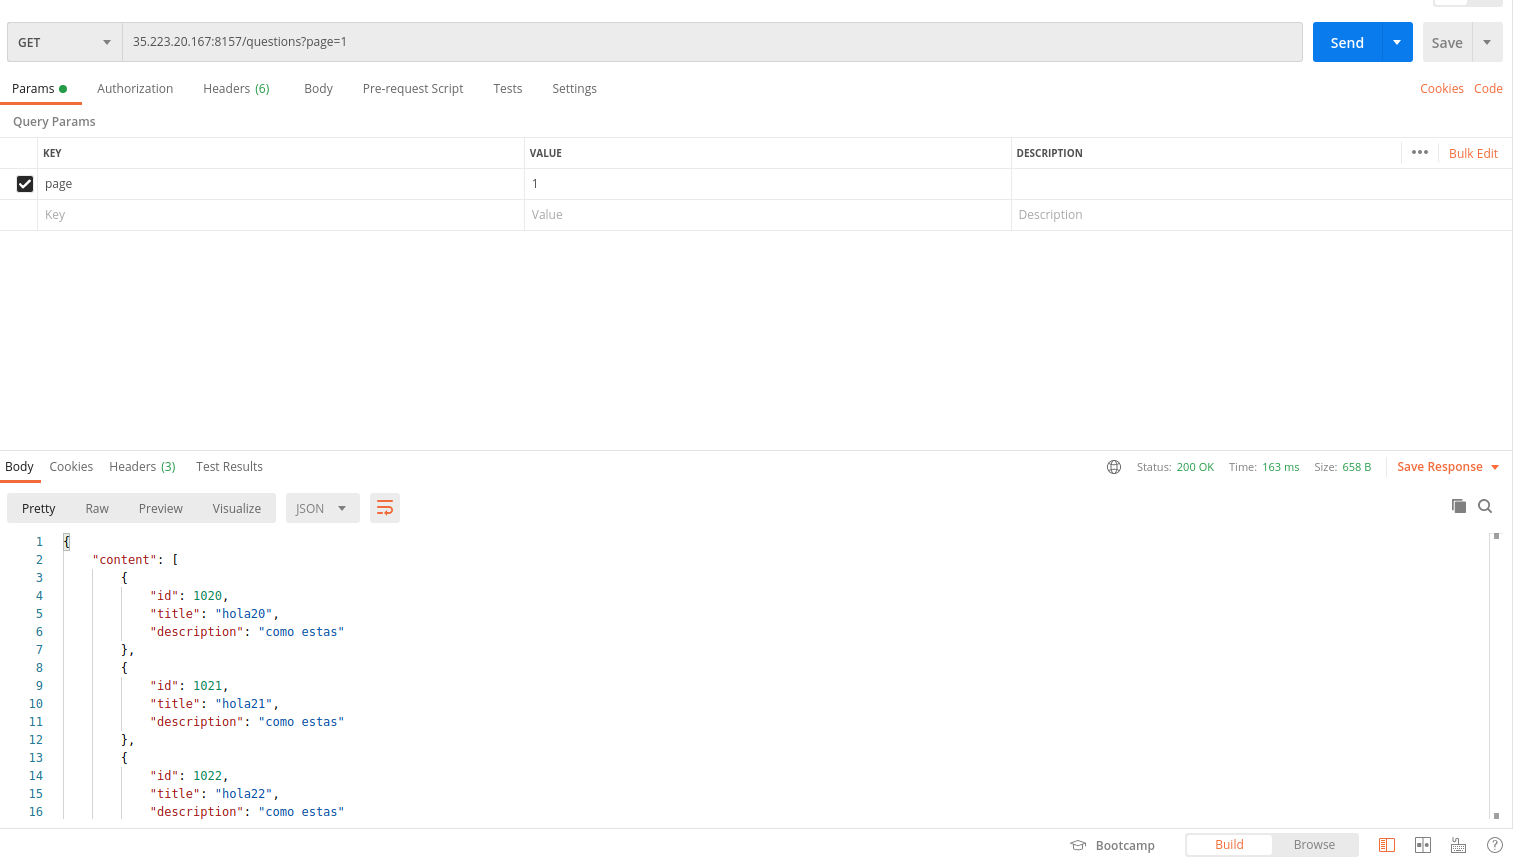 GET 35.223.20.167:8157/questions?page=1 Send Save
Params Authorization Headers (6) Body Pre-request Script Tests Settings Cookies Code
Query Params
KEY VALUE DESCRIPTION ••• Bulk Edit
page 1
Key Value Description
Body Cookies Headers (3) Test Results Status: 200 OK Time: 163 ms Size: 658 B Save Response
Pretty Raw Preview Visualize JSON
1 {
2 "content": [
3 {
4 "id": 1020,
5 "title": "hola20",
6 "description": "como estas"
7 },
8 {
9 "id": 1021,
10 "title": "hola21",
11 "description": "como estas"
12 },
13 {
14 "id": 1022,
15 "title": "hola22",
16 "description": "como estas"
Bootcamp Build Browse